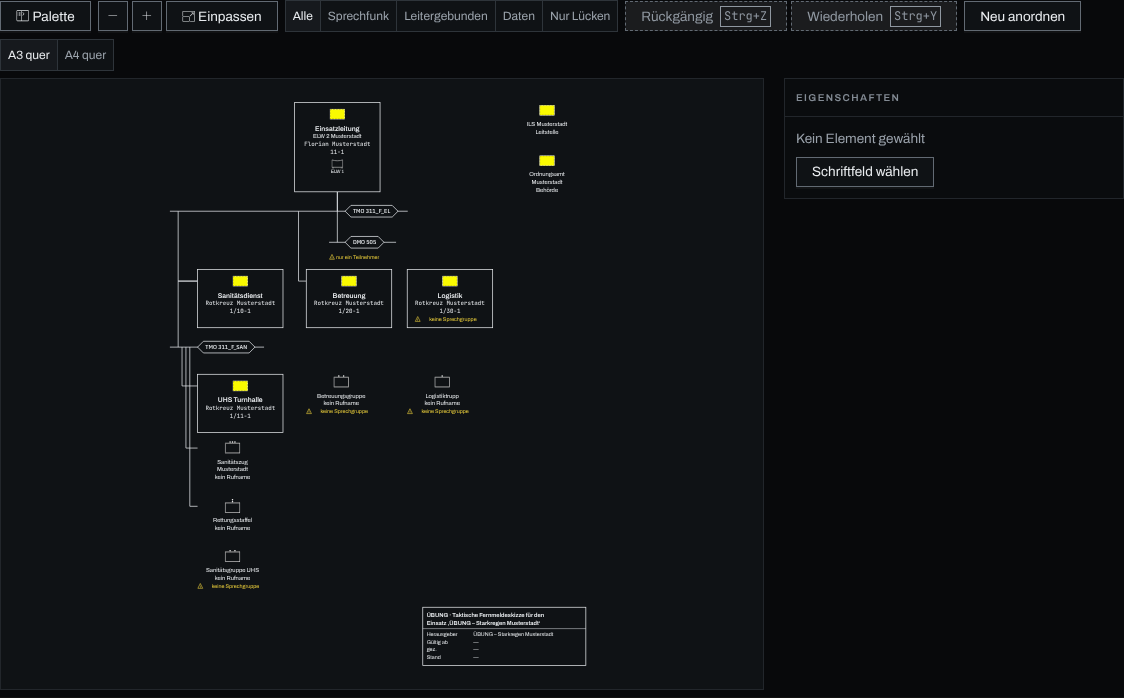 Palette
−
+
Einpassen
Alle
Sprechfunk
Leitergebunden
Daten
Nur Lücken
Rückgängig Strg+Z
Wiederholen Strg+Y
Neu anordnen
A3 quer
A4 quer
Einsatzleitung
ELW 2 Musterstadt
Florian Musterstadt
11-1
ELW 1
ILS Musterstadt
Leitstelle
Ordnungsamt
Musterstadt
Behörde
TMO 311_F_EL
DMO 505
nur ein Teilnehmer
Sanitätsdienst
Rotkreuz Musterstadt
1/10-1
Betreuung
Rotkreuz Musterstadt
1/20-1
Logistik
Rotkreuz Musterstadt
1/30-1
keine Sprechgruppe
TMO 311_F_SAN
UHS Turnhalle
Rotkreuz Musterstadt
1/11-1
Betreuungsgruppe
kein Rufname
keine Sprechgruppe
Logistiktrupp
kein Rufname
keine Sprechgruppe
Sanitätszug
Musterstadt
kein Rufname
Rettungsstaffel
kein Rufname
Sanitätsgruppe UHS
kein Rufname
keine Sprechgruppe
ÜBUNG · Taktische Fernmeldeskizze für den
Einsatz ‚ÜBUNG – Starkregen Musterstadt‘
Herausgeber ÜBUNG – Starkregen Musterstadt
Gültig ab —
gez. —
Stand —
EIGENSCHAFTEN
Kein Element gewählt
Schriftfeld wählen